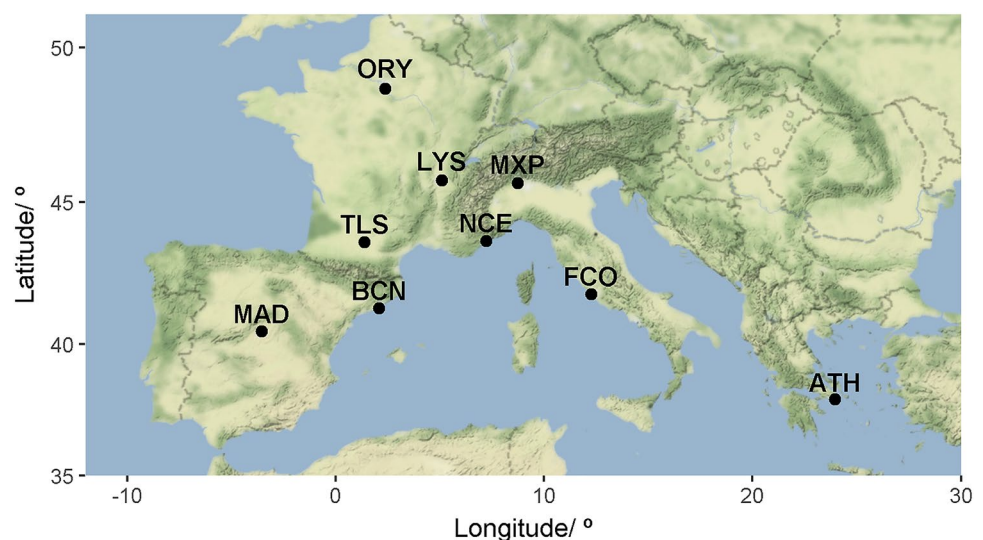 50
ORY
LYS
MXP
45
TLS
NCE
FCO
BCN
MAD
40
ATH
35
-10
0
10
20
30
Latitude/ º
Longitude/ º